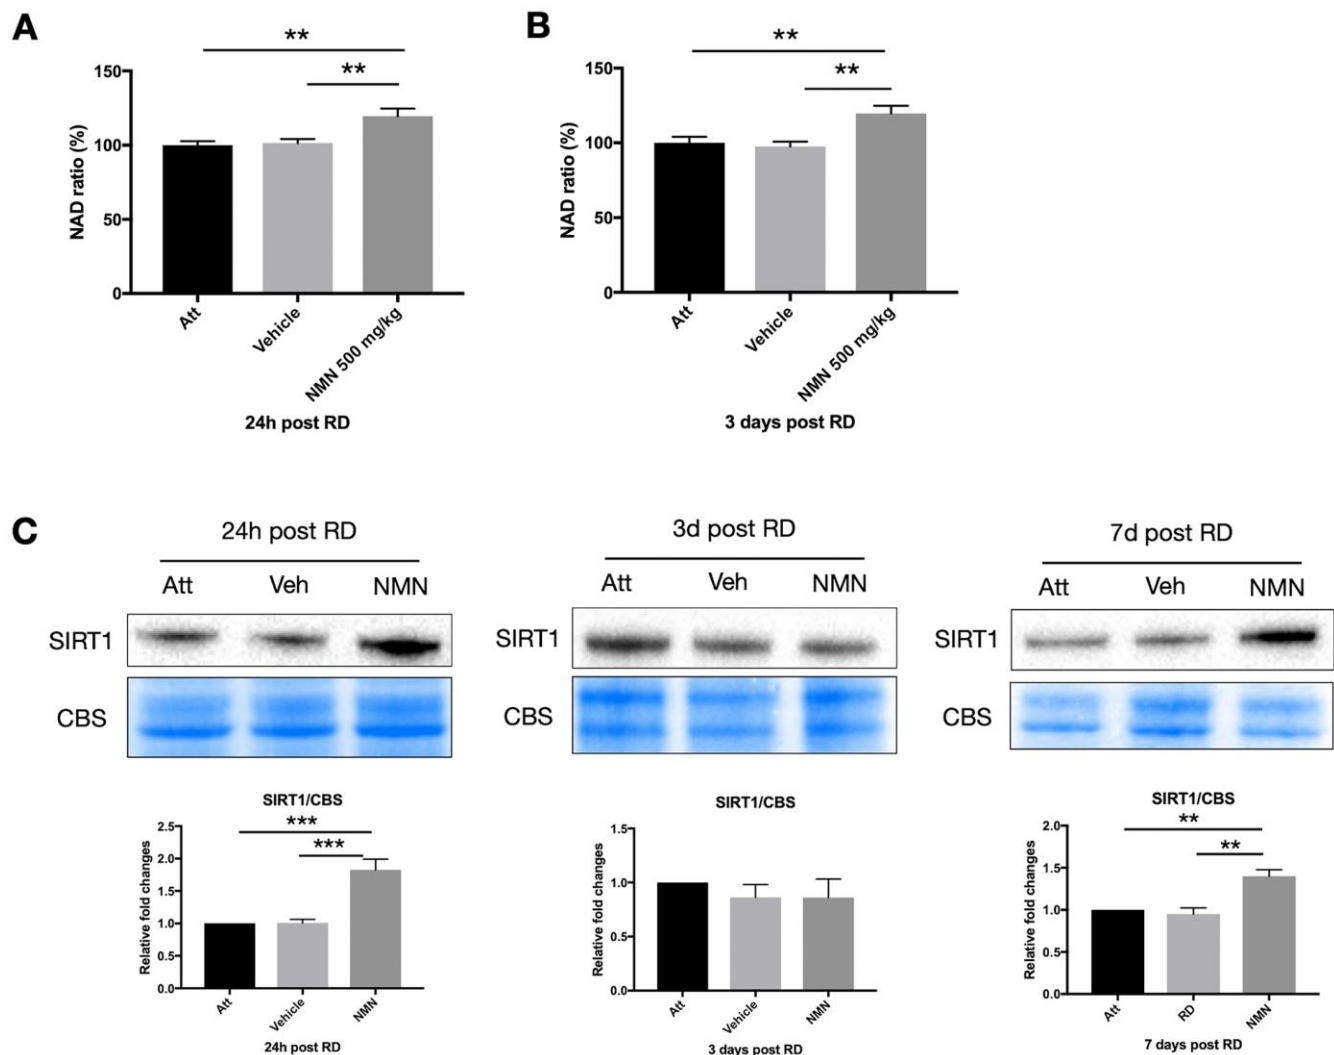 A
**
**
150
100
50
0
NAD ratio (%)
Att
Vehicle
NMN 500 mg/kg
24h post RD
B
**
**
150
100
50
0
NAD ratio (%)
Att
Vehicle
NMN 500 mg/kg
3 days post RD
C
24h post RD
Att Veh NMN
SIRT1
CBS
SIRT1/CBS
***
***
2.5
2.0
1.5
1.0
0.5
0.0
Relative fold changes
Att
Vehicle
NMN
24h post RD
3d post RD
Att Veh NMN
SIRT1
CBS
SIRT1/CBS
1.5
1.0
0.5
0.0
Relative fold changes
Att
Vehicle
NMN
3 days post RD
7d post RD
Att Veh NMN
SIRT1
CBS
SIRT1/CBS
**
**
2.0
1.5
1.0
0.5
0.0
Relative fold changes
Att
RD
NMN
7 days post RD